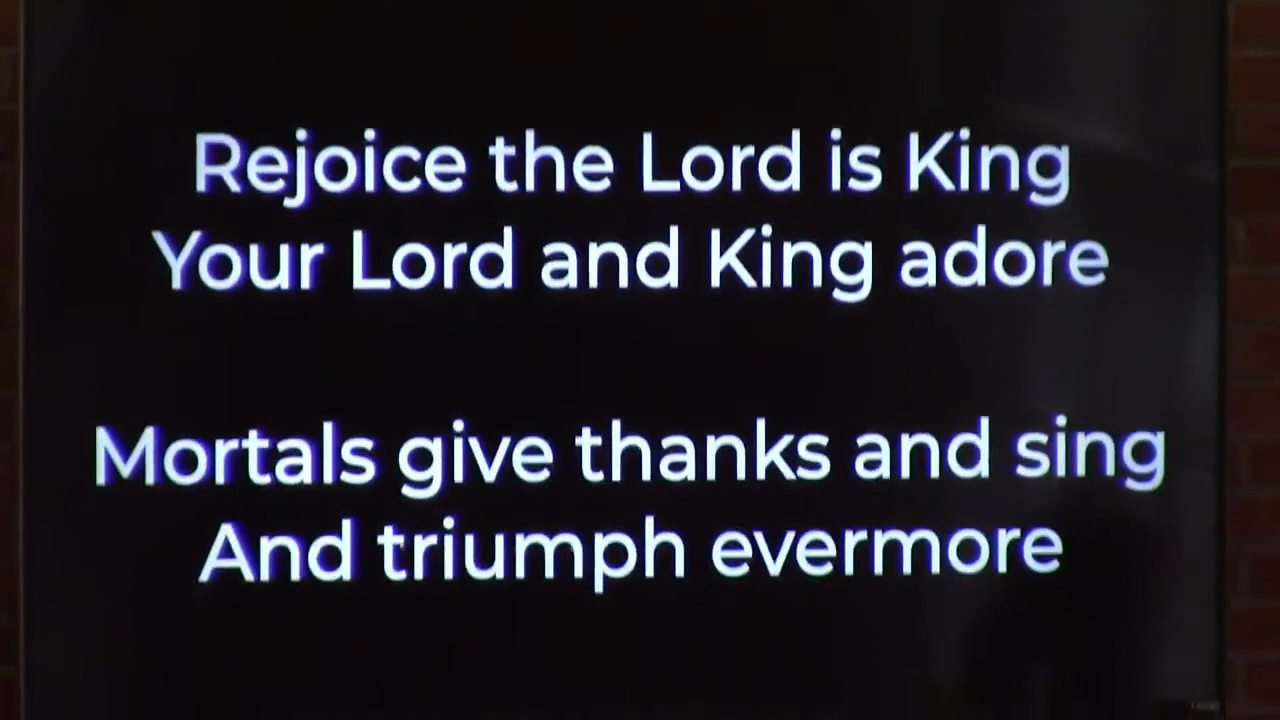 Rejoice the Lord is King
Your Lord and King adore
Mortals give thanks and sing
And triumph evermore